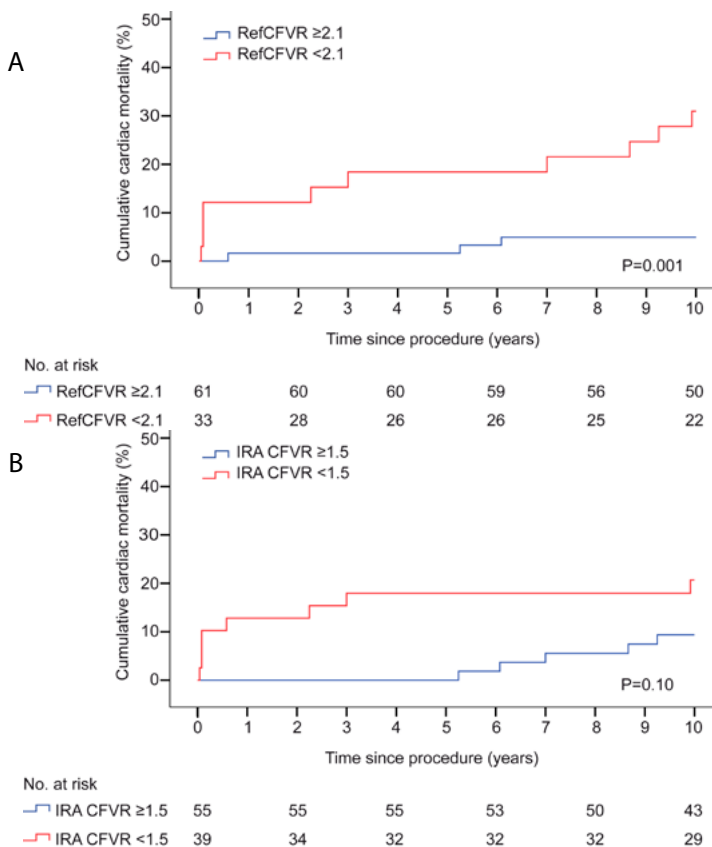 A
Cumulative cardiac mortality (%)
50
40
30
20
10
0
RefCFVR ≥2.1
RefCFVR <2.1
P=0.001
0 1 2 3 4 5 6 7 8 9 10
Time since procedure (years)
No. at risk
RefCFVR ≥2.1 61 60 60 59 56 50
RefCFVR <2.1 33 28 26 26 25 22
B
Cumulative cardiac mortality (%)
50
40
30
20
10
0
IRA CFVR ≥1.5
IRA CFVR <1.5
P=0.10
0 1 2 3 4 5 6 7 8 9 10
Time since procedure (years)
No. at risk
IRA CFVR ≥1.5 55 55 55 53 50 43
IRA CFVR <1.5 39 34 32 32 32 29